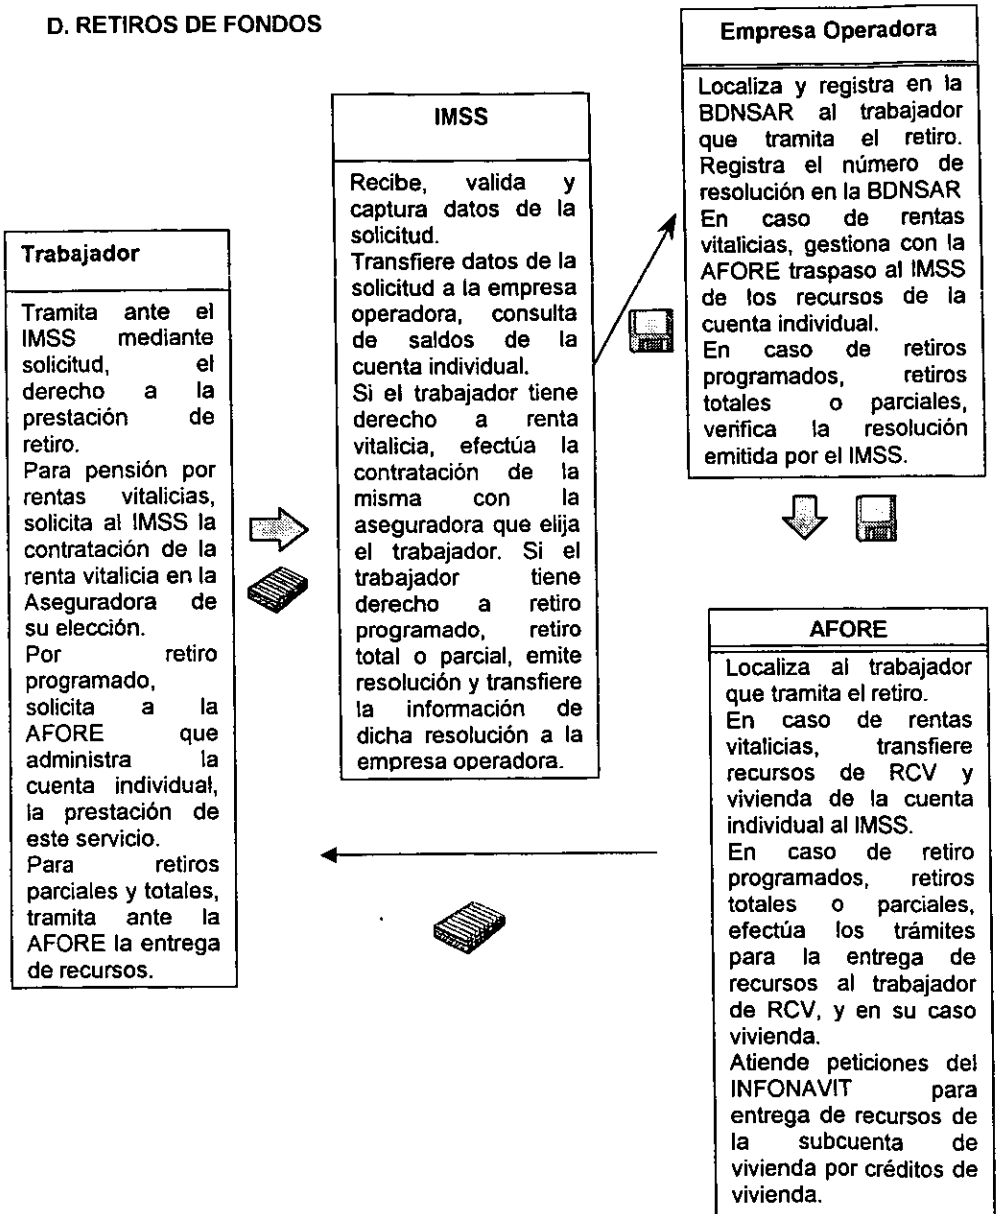 D. RETIROS DE FONDOS
Trabajador
Tramita ante el
IMSS mediante
solicitud, el
derecho a la
prestación de
retiro.
Para pensión por
rentas vitalicias,
solicita al IMSS la
contratación de la
renta vitalicia en la
Aseguradora de
su elección.
Por retiro
programado,
solicita a la
AFORE que
administra la
cuenta individual,
la prestación de
este servicio.
Para retiros
parciales y totales,
tramita ante la
AFORE la entrega
de recursos.
IMSS
Recibe, valida y
captura datos de la
solicitud.
Transfiere datos de la
solicitud a la empresa
operadora, consulta
de saldos de la
cuenta individual.
Si el trabajador tiene
derecho a renta
vitalicia, efectúa la
contratación de la
misma con la
aseguradora que elija
el trabajador. Si el
trabajador tiene
derecho a retiro
programado, retiro
total o parcial, emite
resolución y transfiere
la información de
dicha resolución a la
empresa operadora.
Empresa Operadora
Localiza y registra en la
BDNSAR al trabajador
que tramita el retiro.
Registra el número de
resolución en la BDNSAR
En caso de rentas
vitalicias, gestiona con la
AFORE traspaso al IMSS
de los recursos de la
cuenta individual.
En caso de retiros
programados, retiros
totales o parciales,
verifica la resolución
emitida por el IMSS.
AFORE
Localiza al trabajador
que tramita el retiro.
En caso de rentas
vitalicias, transfiere
recursos de RCV y
vivienda de la cuenta
individual al IMSS.
En caso de retiro
programados, retiros
totales o parciales,
efectúa los trámites
para la entrega de
recursos al trabajador
de RCV, y en su caso
vivienda.
Atiende peticiones del
INFONAVIT para
entrega de recursos de
la subcuenta de
vivienda por créditos de
vivienda.